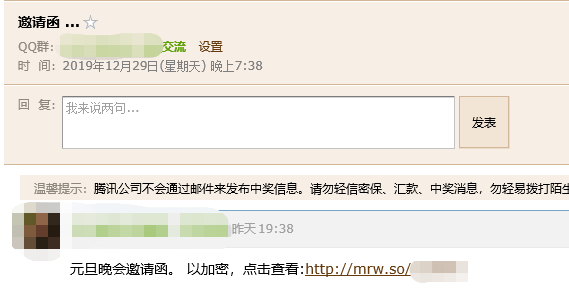 邀请函 ...☆
QQ群: 交流 设置
时 间: 2019年12月29日(星期天) 晚上7:38
回 复: 我来说两句...
发表
温馨提示: 腾讯公司不会通过邮件来发布中奖信息。请勿轻信密保、汇款、中奖消息，勿轻易拨打陌生
昨天 19:38
元旦晚会邀请函。 以加密，点击查看:http://mrw.so/